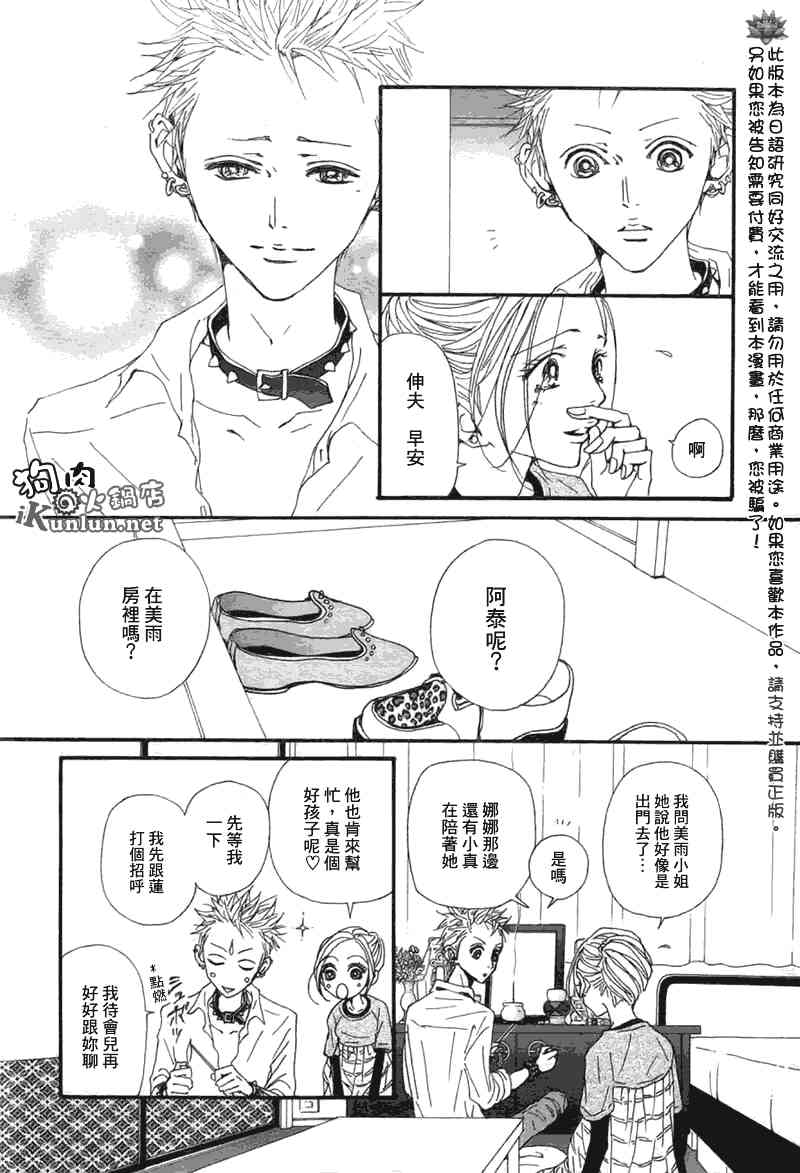 此版本為日語研究同好交流之用，請勿用於任何商業用途。如果您喜歡本作品，請支持並購買正版。
另如果您被告知需要付費，才能看到本漫畫，那麼，您被騙了！
啊
伸夫
早安
狗肉
火鍋店
iKunlun.net
阿泰呢？
在美雨
房裡嗎？
我問美雨小姐
她說他好像是
出門去了…
是嗎
娜娜那邊
還有小真
在陪著她
他也肯來幫
忙，真是個
好孩子呢♡
先等我
一下
我先跟蓮
打個招呼
*點燃
シュボッ
我待會兒再
好好跟妳聊